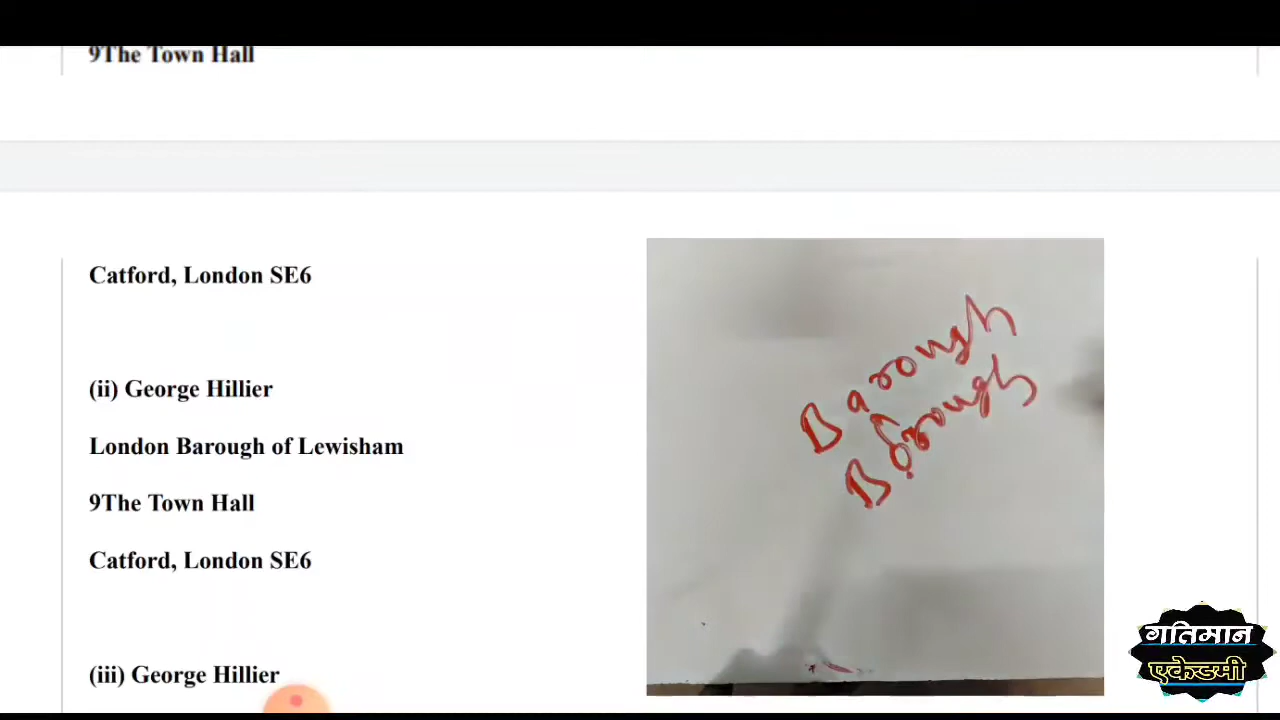 9The Town Hall
Catford, London SE6
(ii) George Hillier
London Barough of Lewisham
9The Town Hall
Catford, London SE6
(iii) George Hillier
Barough
Borough
गतिमान
एकेडमी